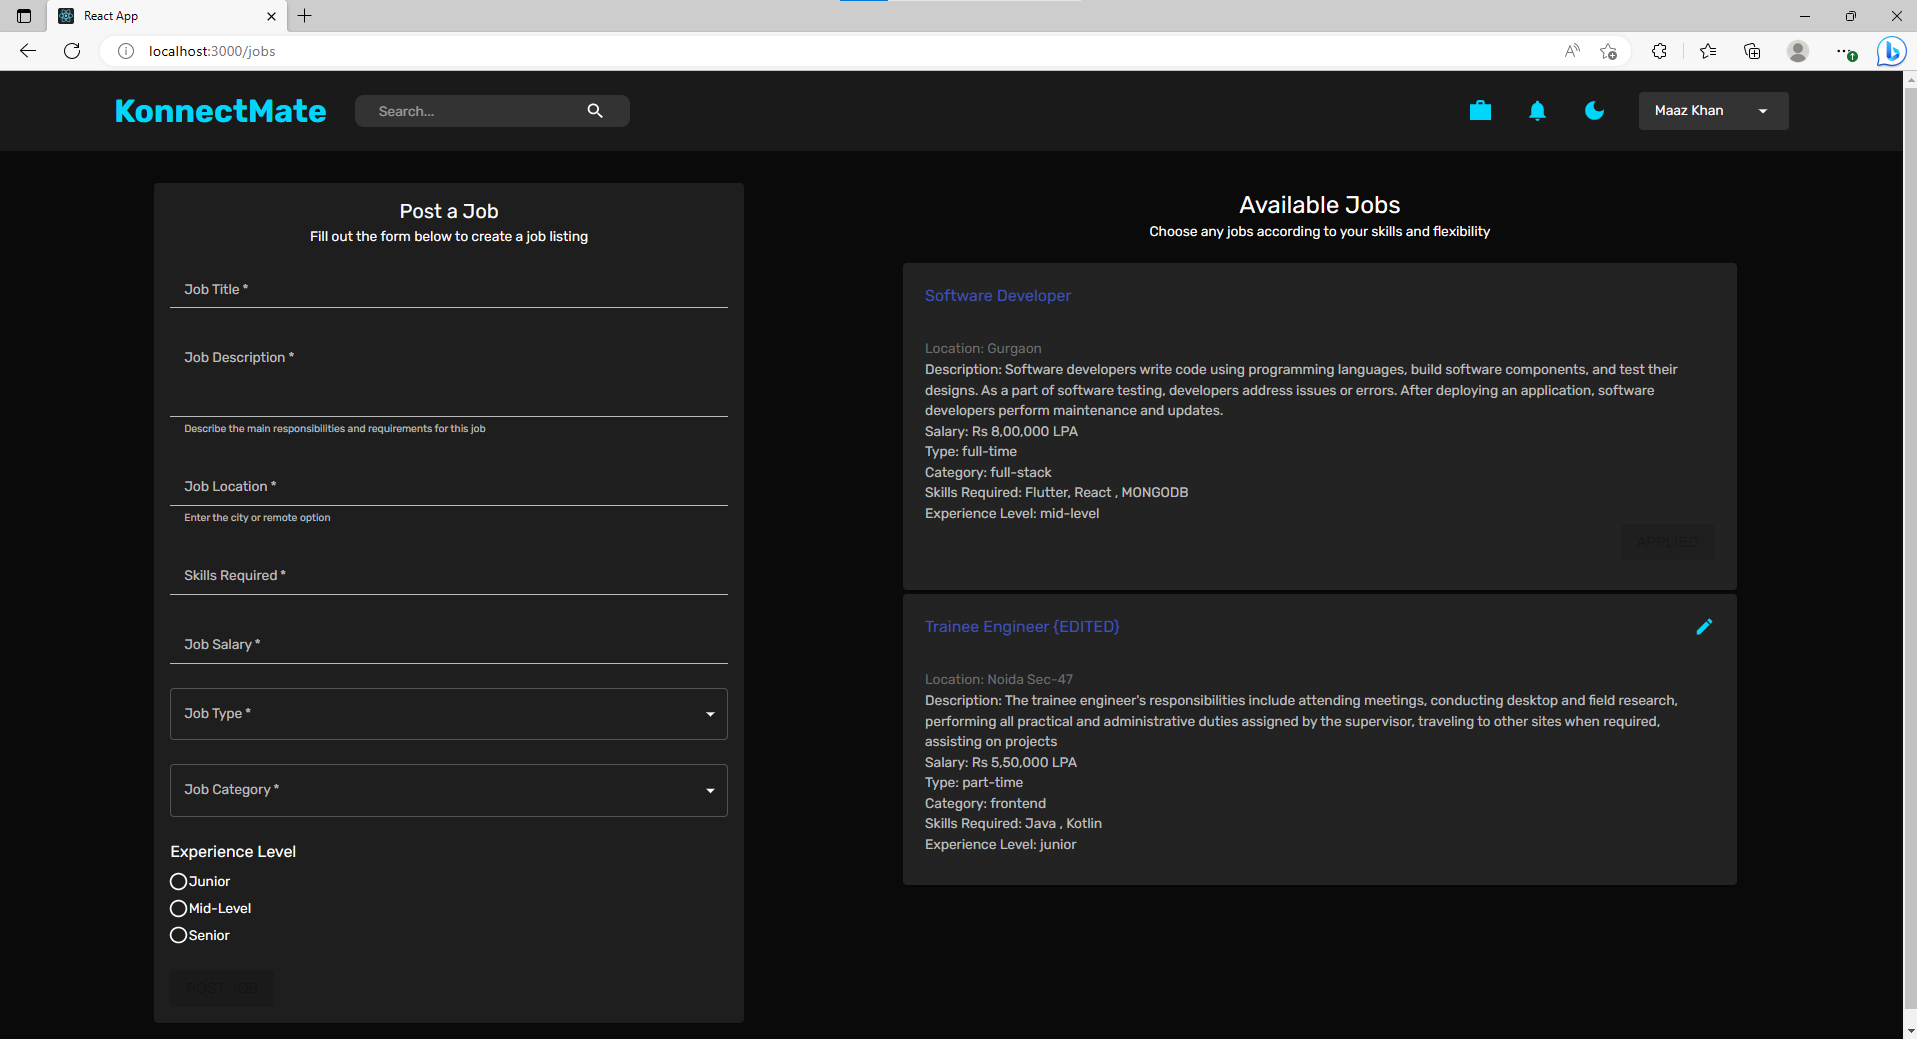 React App
localhost:3000/jobs
KonnectMate
Search...
Maaz Khan
Post a Job
Fill out the form below to create a job listing
Job Title *
Job Description *
Describe the main responsibilities and requirements for this job
Job Location *
Enter the city or remote option
Skills Required *
Job Salary *
Job Type *
Job Category *
Experience Level
Junior
Mid-Level
Senior
POST JOB
Available Jobs
Choose any jobs according to your skills and flexibility
Software Developer
Location: Gurgaon
Description: Software developers write code using programming languages, build software components, and test their
designs. As a part of software testing, developers address issues or errors. After deploying an application, software
developers perform maintenance and updates.
Salary: Rs 8,00,000 LPA
Type: full-time
Category: full-stack
Skills Required: Flutter, React , MONGODB
Experience Level: mid-level
APPLIED
Trainee Engineer {EDITED}
Location: Noida Sec-47
Description: The trainee engineer's responsibilities include attending meetings, conducting desktop and field research,
performing all practical and administrative duties assigned by the supervisor, traveling to other sites when required,
assisting on projects
Salary: Rs 5,50,000 LPA
Type: part-time
Category: frontend
Skills Required: Java , Kotlin
Experience Level: junior